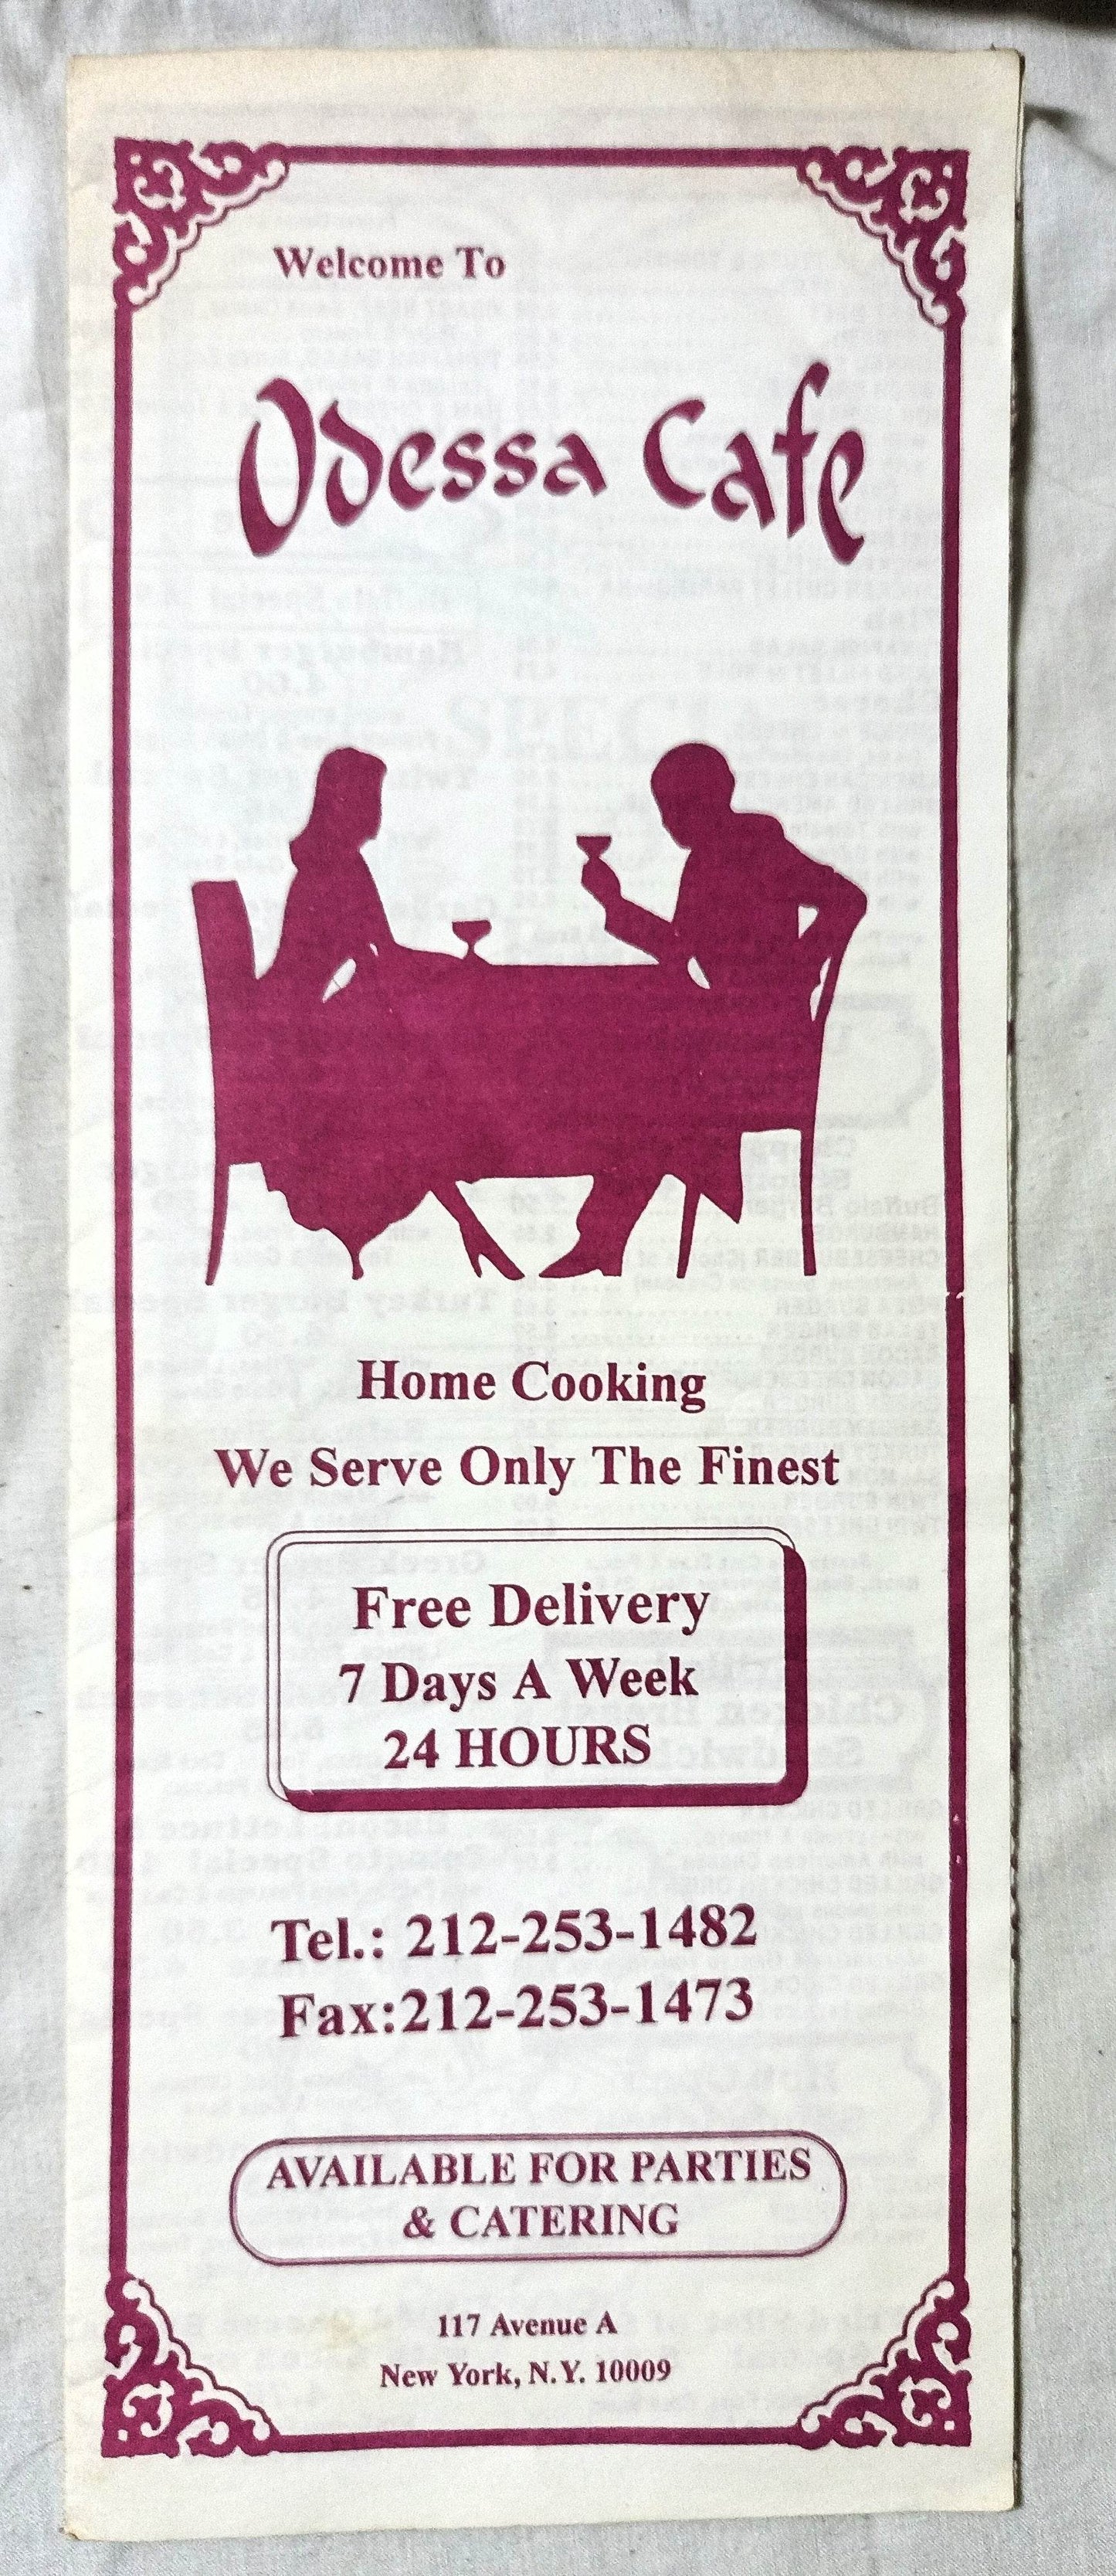 Welcome To
Odessa Cafe
Home Cooking
We Serve Only The Finest
Free Delivery
7 Days A Week
24 HOURS
Tel.: 212-253-1482
Fax:212-253-1473
AVAILABLE FOR PARTIES
& CATERING
117 Avenue A
New York, N.Y. 10009